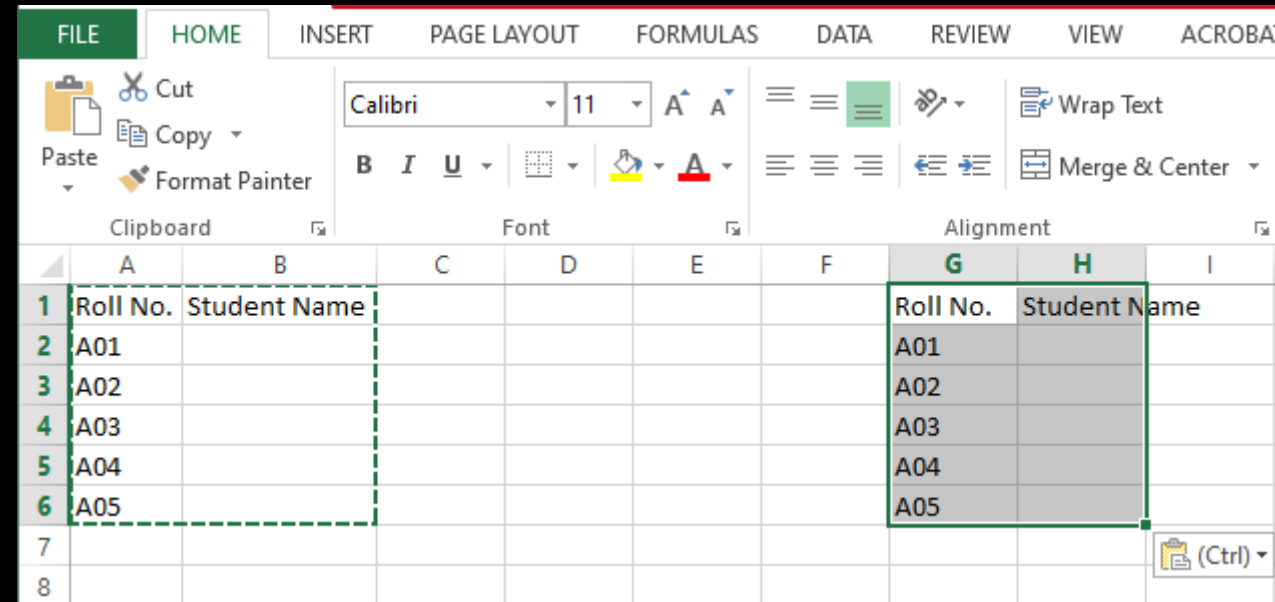 FILE HOME INSERT PAGE LAYOUT FORMULAS DATA REVIEW VIEW ACROBA
Cut
Copy
Format Painter
Paste
Clipboard
Calibri 11 A A
B I U A
Font
Wrap Text
Merge & Center
Alignment
A B C D E F G H I
1 Roll No. Student Name Roll No. Student Name
2 A01 A01
3 A02 A02
4 A03 A03
5 A04 A04
6 A05 A05
7 (Ctrl)
8